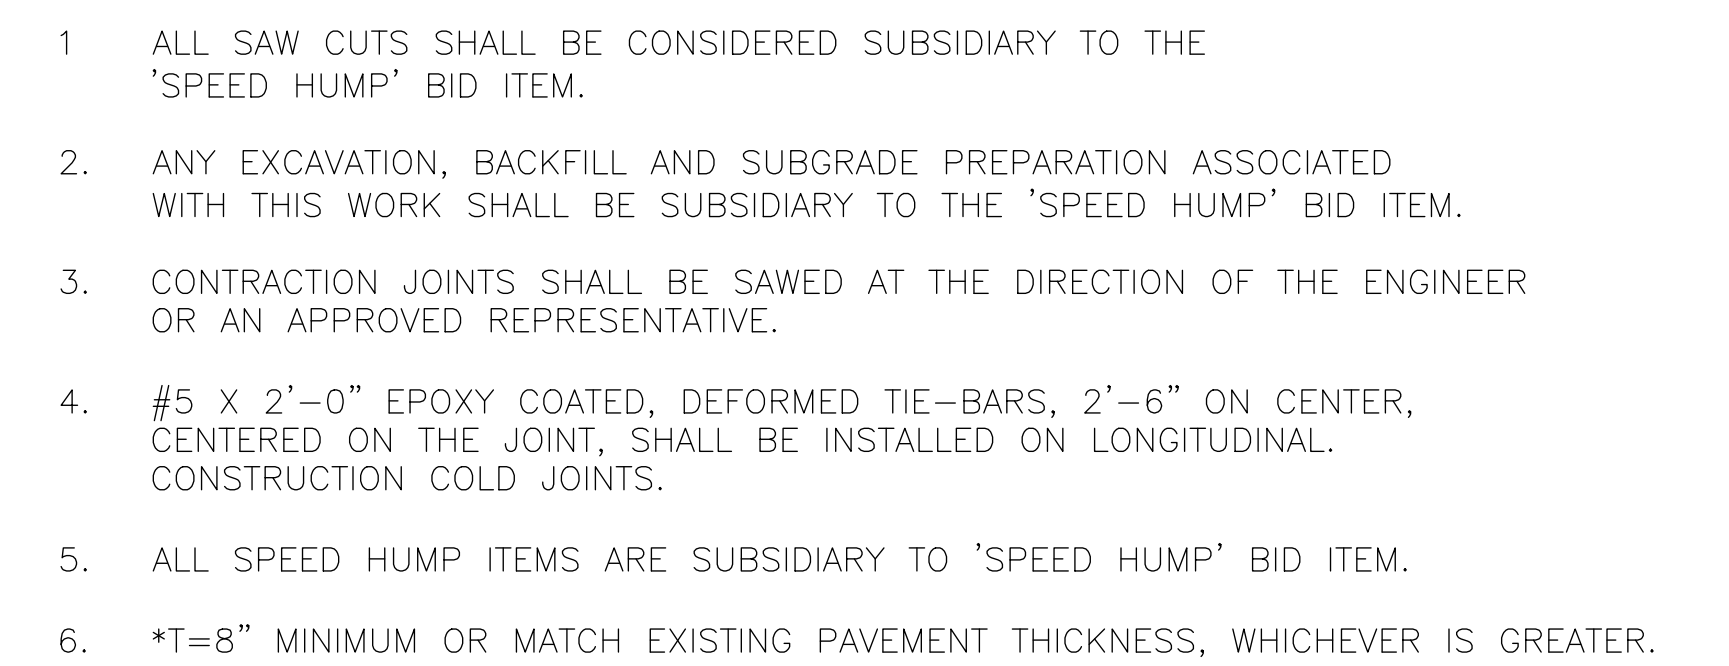 1 ALL SAW CUTS SHALL BE CONSIDERED SUBSIDIARY TO THE
'SPEED HUMP' BID ITEM.
2. ANY EXCAVATION, BACKFILL AND SUBGRADE PREPARATION ASSOCIATED
WITH THIS WORK SHALL BE SUBSIDIARY TO THE 'SPEED HUMP' BID ITEM.
3. CONTRACTION JOINTS SHALL BE SAWED AT THE DIRECTION OF THE ENGINEER
OR AN APPROVED REPRESENTATIVE.
4. #5 X 2'-0" EPOXY COATED, DEFORMED TIE-BARS, 2'-6" ON CENTER,
CENTERED ON THE JOINT, SHALL BE INSTALLED ON LONGITUDINAL.
CONSTRUCTION COLD JOINTS.
5. ALL SPEED HUMP ITEMS ARE SUBSIDIARY TO 'SPEED HUMP' BID ITEM.
6. *T=8" MINIMUM OR MATCH EXISTING PAVEMENT THICKNESS, WHICHEVER IS GREATER.